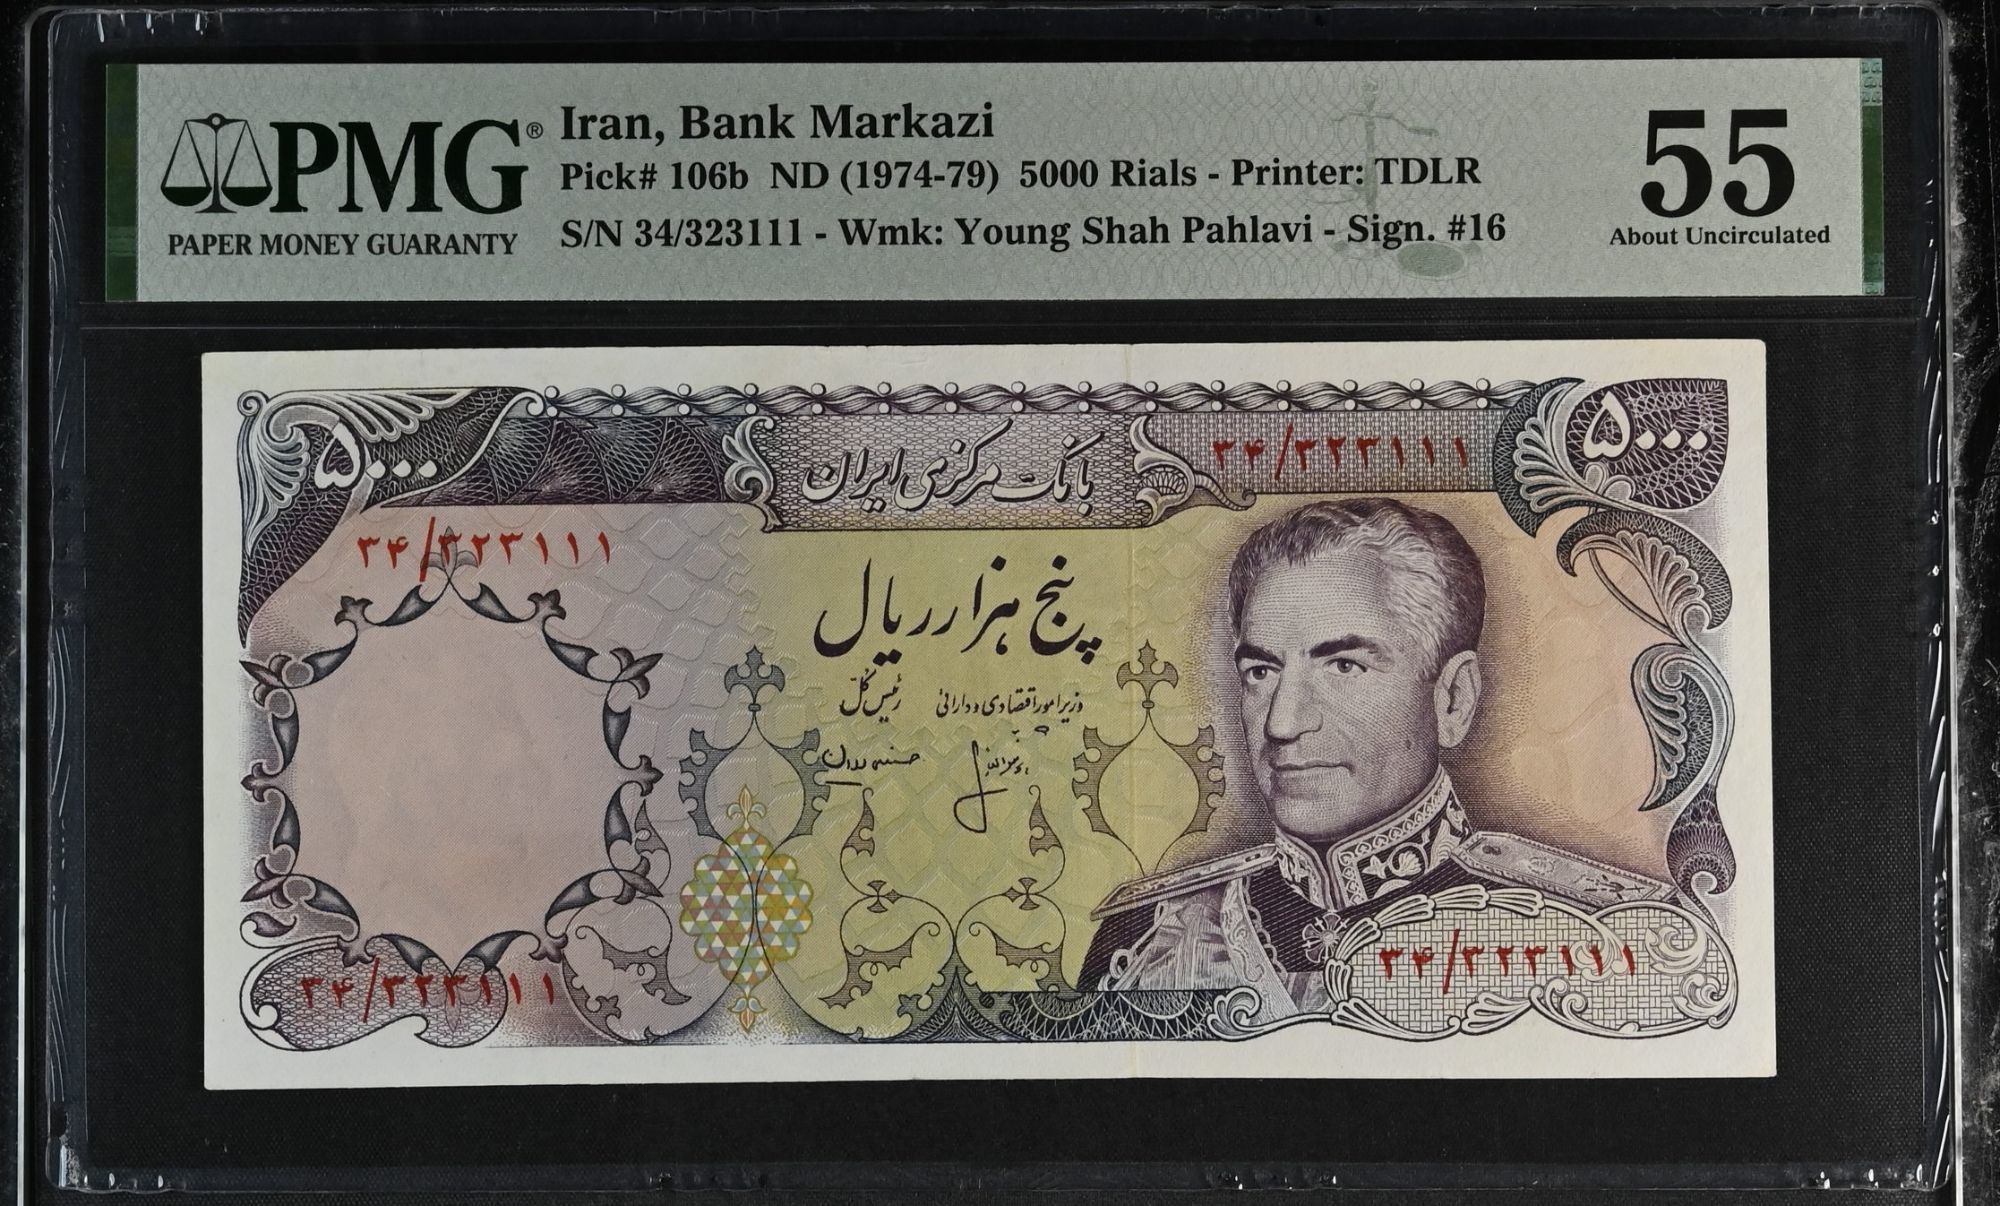 PMG®
PAPER MONEY GUARANTY
Iran, Bank Markazi
Pick# 106b ND (1974-79) 5000 Rials - Printer: TDLR
S/N 34/323111 - Wmk: Young Shah Pahlavi - Sign. #16
55
About Uncirculated
۵۰۰۰
بانک مرکزی ایران
۳۴/۳۲۳۱۱۱
۵۰۰۰
۳۴/۳۲۳۱۱۱
پنج هزار ریال
وزیر امور اقتصادی و دارائی
رئیس کلّ
۳۴/۳۲۳۱۱۱
۳۴/۳۲۳۱۱۱